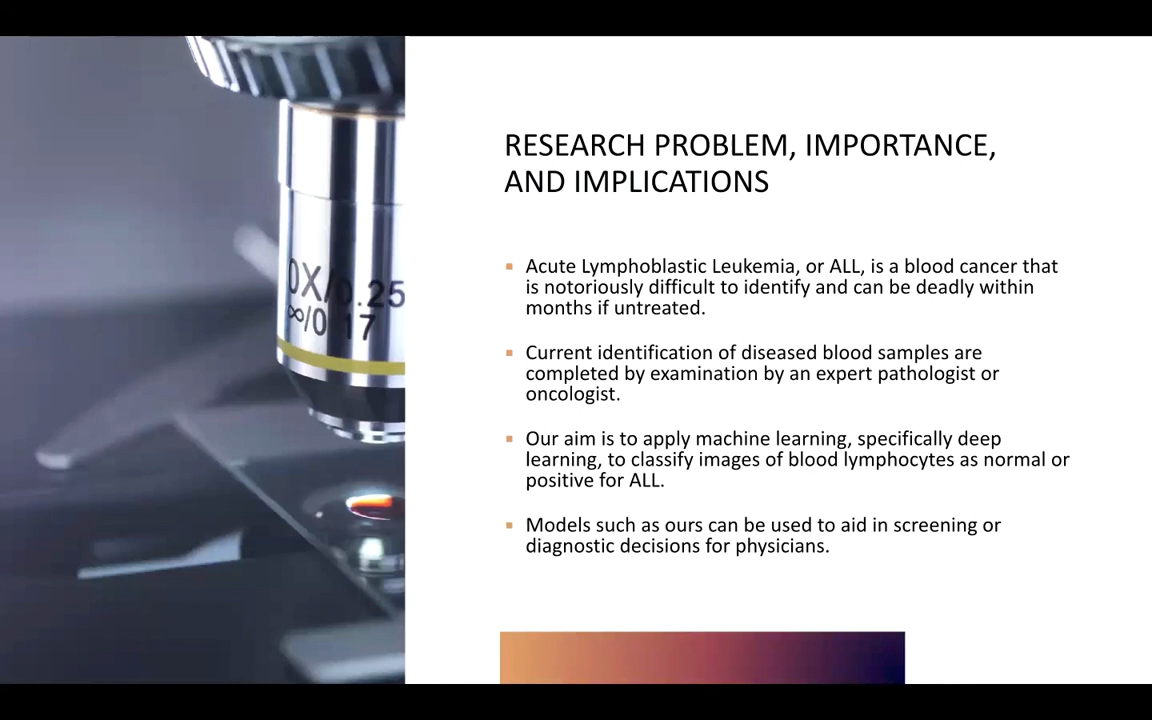 RESEARCH PROBLEM, IMPORTANCE,
AND IMPLICATIONS
Acute Lymphoblastic Leukemia, or ALL, is a blood cancer that
is notoriously difficult to identify and can be deadly within
months if untreated.
Current identification of diseased blood samples are
completed by examination by an expert pathologist or
oncologist.
Our aim is to apply machine learning, specifically deep
learning, to classify images of blood lymphocytes as normal or
positive for ALL.
Models such as ours can be used to aid in screening or
diagnostic decisions for physicians.
0X/0.25
∞/0.17